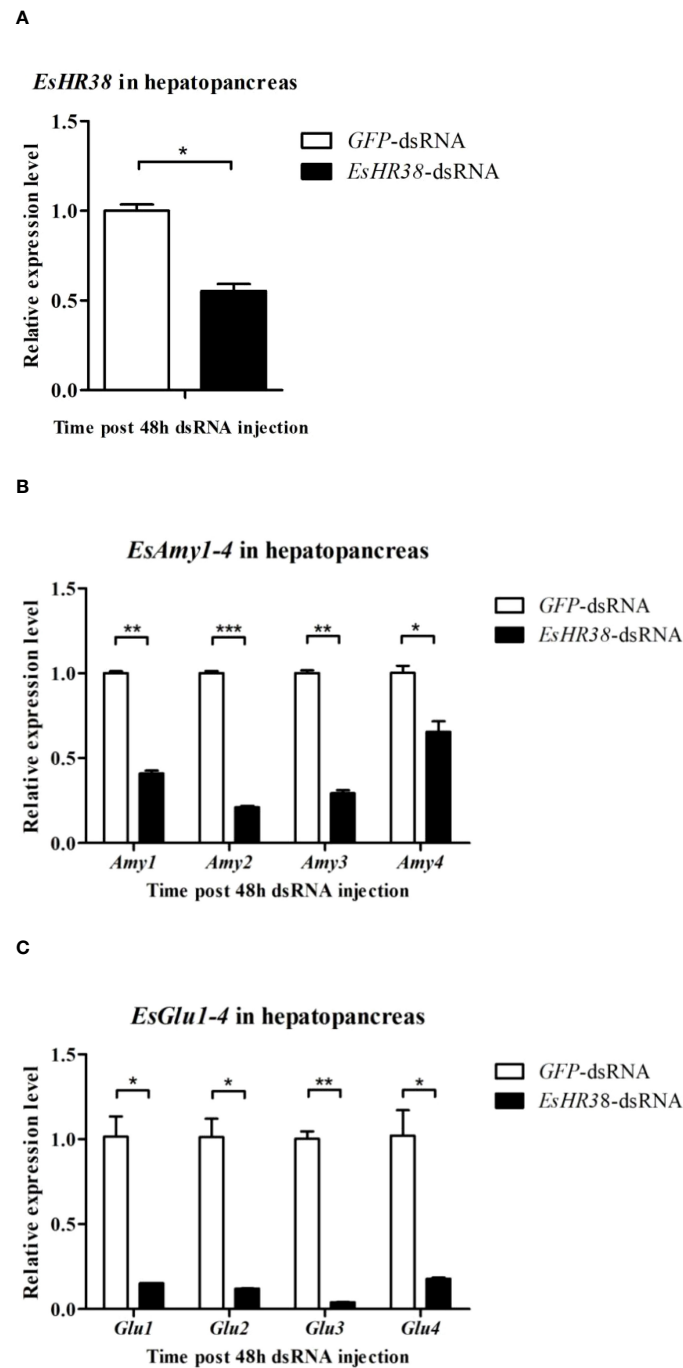 A
EsHR38 in hepatopancreas
Relative expression level
1.5
1.0
0.5
0.0
*
GFP-dsRNA
EsHR38-dsRNA
Time post 48h dsRNA injection
B
EsAmy1-4 in hepatopancreas
Relative expression level
1.5
1.0
0.5
0.0
** *** ** *
GFP-dsRNA
EsHR38-dsRNA
Amy1 Amy2 Amy3 Amy4
Time post 48h dsRNA injection
C
EsGlu1-4 in hepatopancreas
Relative expression level
1.5
1.0
0.5
0.0
* * ** *
GFP-dsRNA
EsHR38-dsRNA
Glu1 Glu2 Glu3 Glu4
Time post 48h dsRNA injection